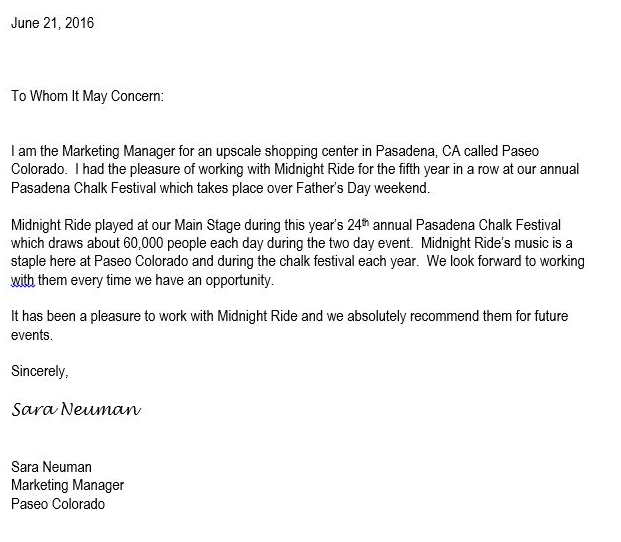 June 21, 2016
To Whom It May Concern:
I am the Marketing Manager for an upscale shopping center in Pasadena, CA called Paseo
Colorado.  I had the pleasure of working with Midnight Ride for the fifth year in a row at our annual
Pasadena Chalk Festival which takes place over Father's Day weekend.
Midnight Ride played at our Main Stage during this year's 24th annual Pasadena Chalk Festival
which draws about 60,000 people each day during the two day event.  Midnight Ride's music is a
staple here at Paseo Colorado and during the chalk festival each year.  We look forward to working
with them every time we have an opportunity.
It has been a pleasure to work with Midnight Ride and we absolutely recommend them for future
events.
Sincerely,
Sara Neuman
Sara Neuman
Marketing Manager
Paseo Colorado